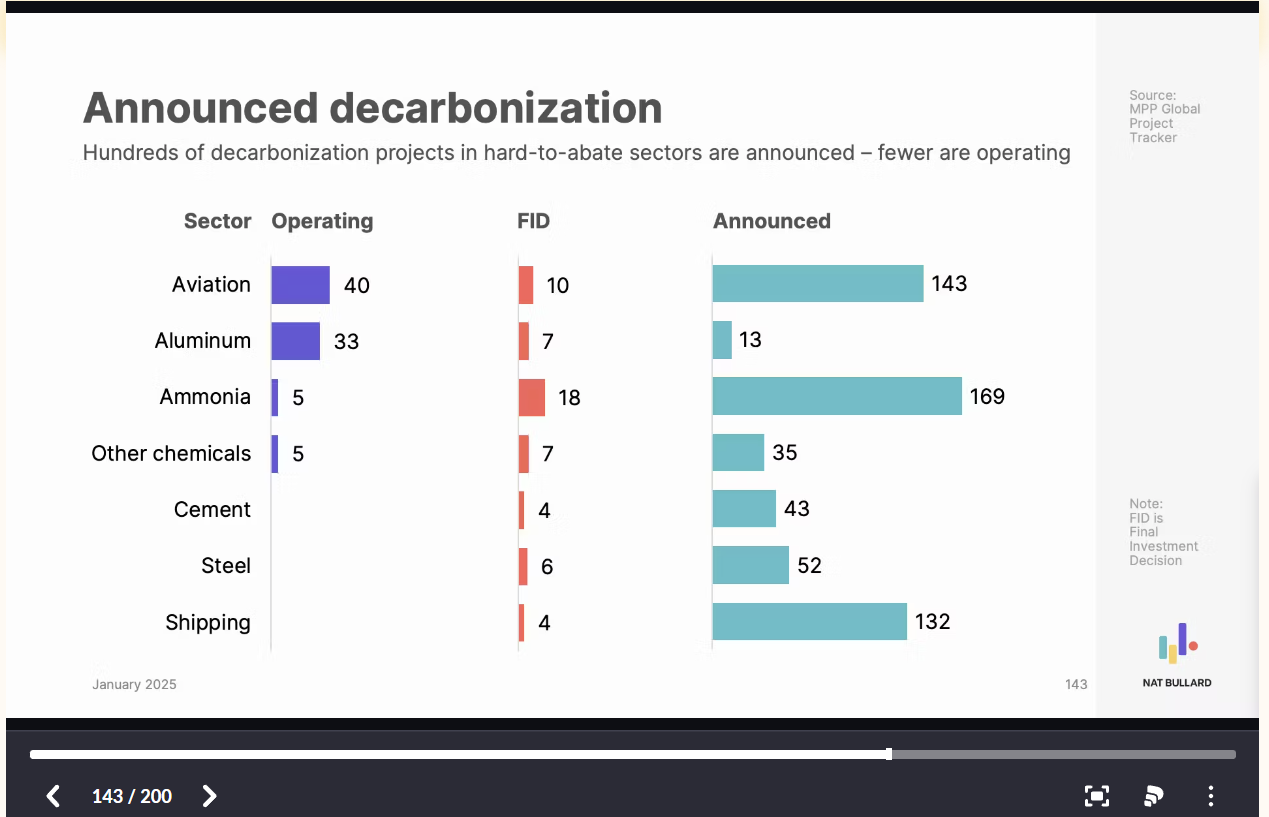 Announced decarbonization
Hundreds of decarbonization projects in hard-to-abate sectors are announced – fewer are operating
Source:
MPP Global
Project
Tracker
Sector Operating FID Announced
Aviation 40 10 143
Aluminum 33 7 13
Ammonia 5 18 169
Other chemicals 5 7 35
Cement 4 43
Steel 6 52
Shipping 4 132
Note:
FID is
Final
Investment
Decision
NAT BULLARD
January 2025 143
143 / 200